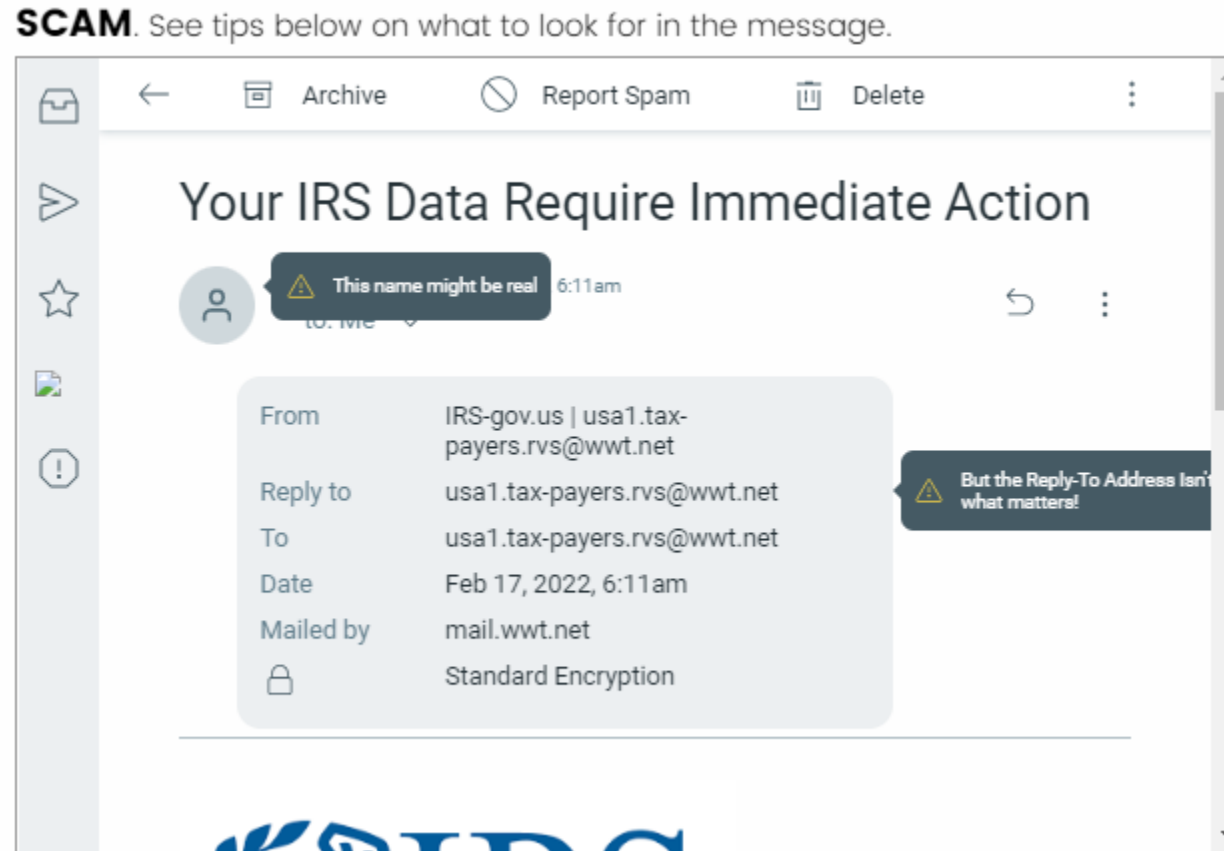 SCAM. See tips below on what to look for in the message.
Archive
Report Spam
Delete
Your IRS Data Require Immediate Action
This name might be real
6:11am
to: Me
From
IRS-gov.us | usa1.tax-
payers.rvs@wwt.net
Reply to
usa1.tax-payers.rvs@wwt.net
To
usa1.tax-payers.rvs@wwt.net
Date
Feb 17, 2022, 6:11am
Mailed by
mail.wwt.net
Standard Encryption
But the Reply-To Address Isn't
what matters!
IRS